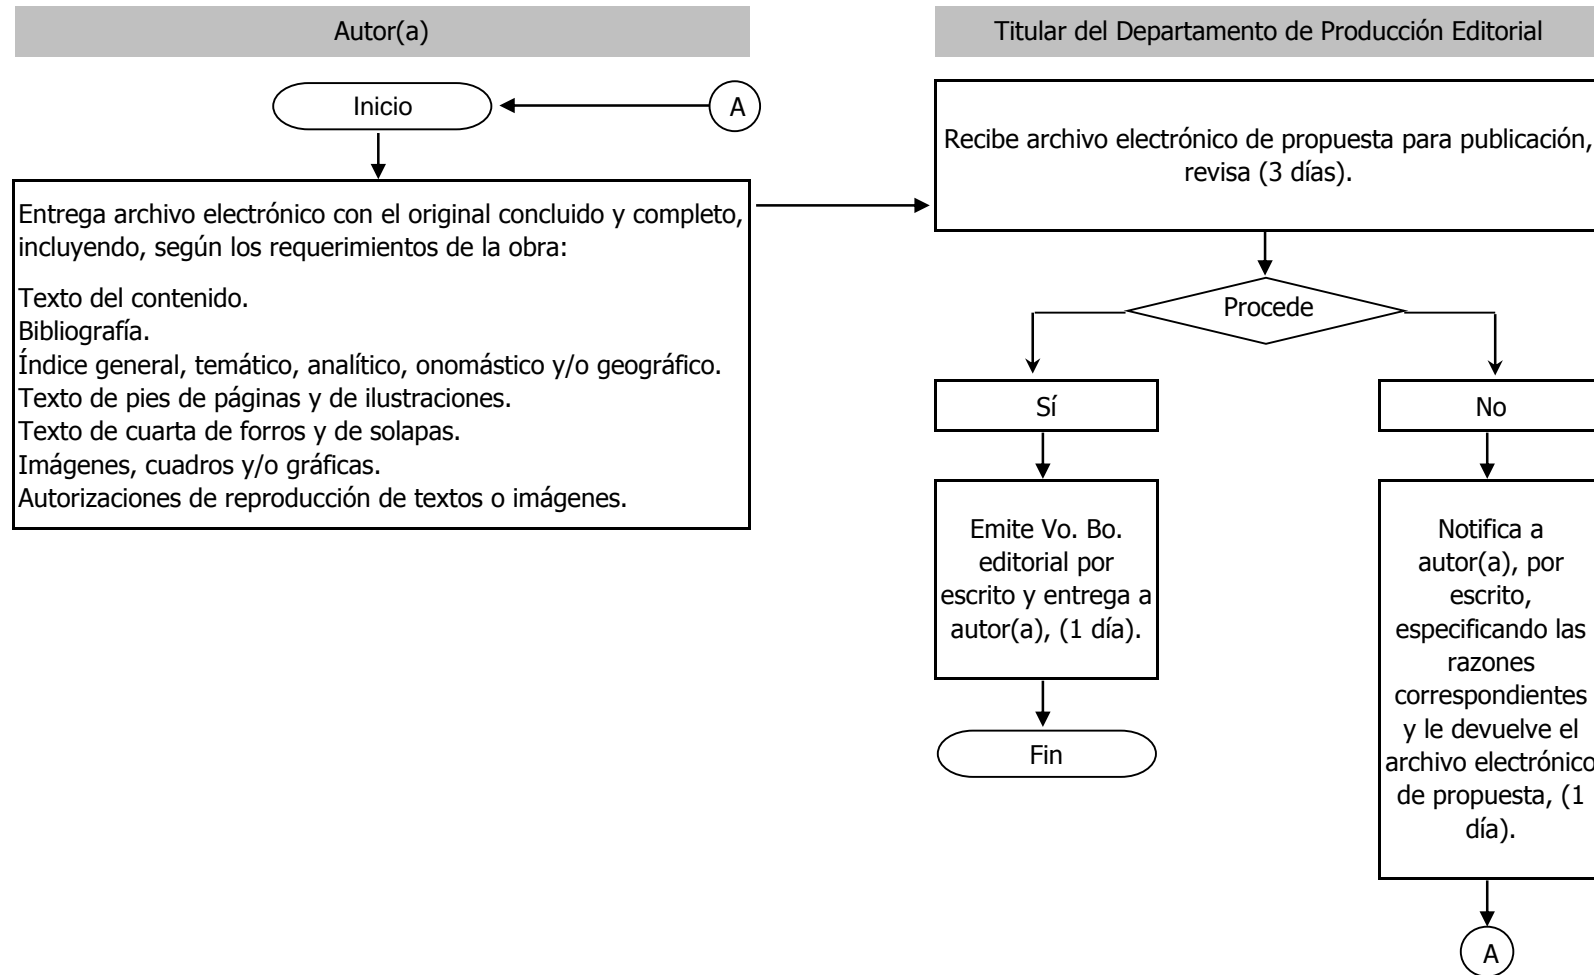 Autor(a)
Inicio
A
Entrega archivo electrónico con el original concluido y completo,
incluyendo, según los requerimientos de la obra:
Texto del contenido.
Bibliografía.
Índice general, temático, analítico, onomástico y/o geográfico.
Texto de pies de páginas y de ilustraciones.
Texto de cuarta de forros y de solapas.
Imágenes, cuadros y/o gráficas.
Autorizaciones de reproducción de textos o imágenes.
Titular del Departamento de Producción Editorial
Recibe archivo electrónico de propuesta para publicación,
revisa (3 días).
Procede
Sí
Emite Vo. Bo.
editorial por
escrito y entrega a
autor(a), (1 día).
Fin
No
Notifica a
autor(a), por
escrito,
especificando las
razones
correspondientes
y le devuelve el
archivo electrónico
de propuesta, (1
día).
A